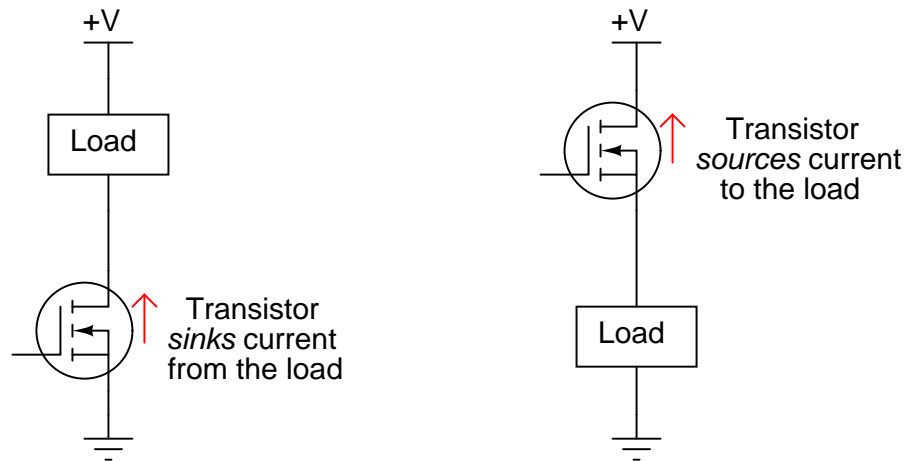 +V
Load
Transistor
sinks current
from the load
+V
Transistor
sources current
to the load
Load